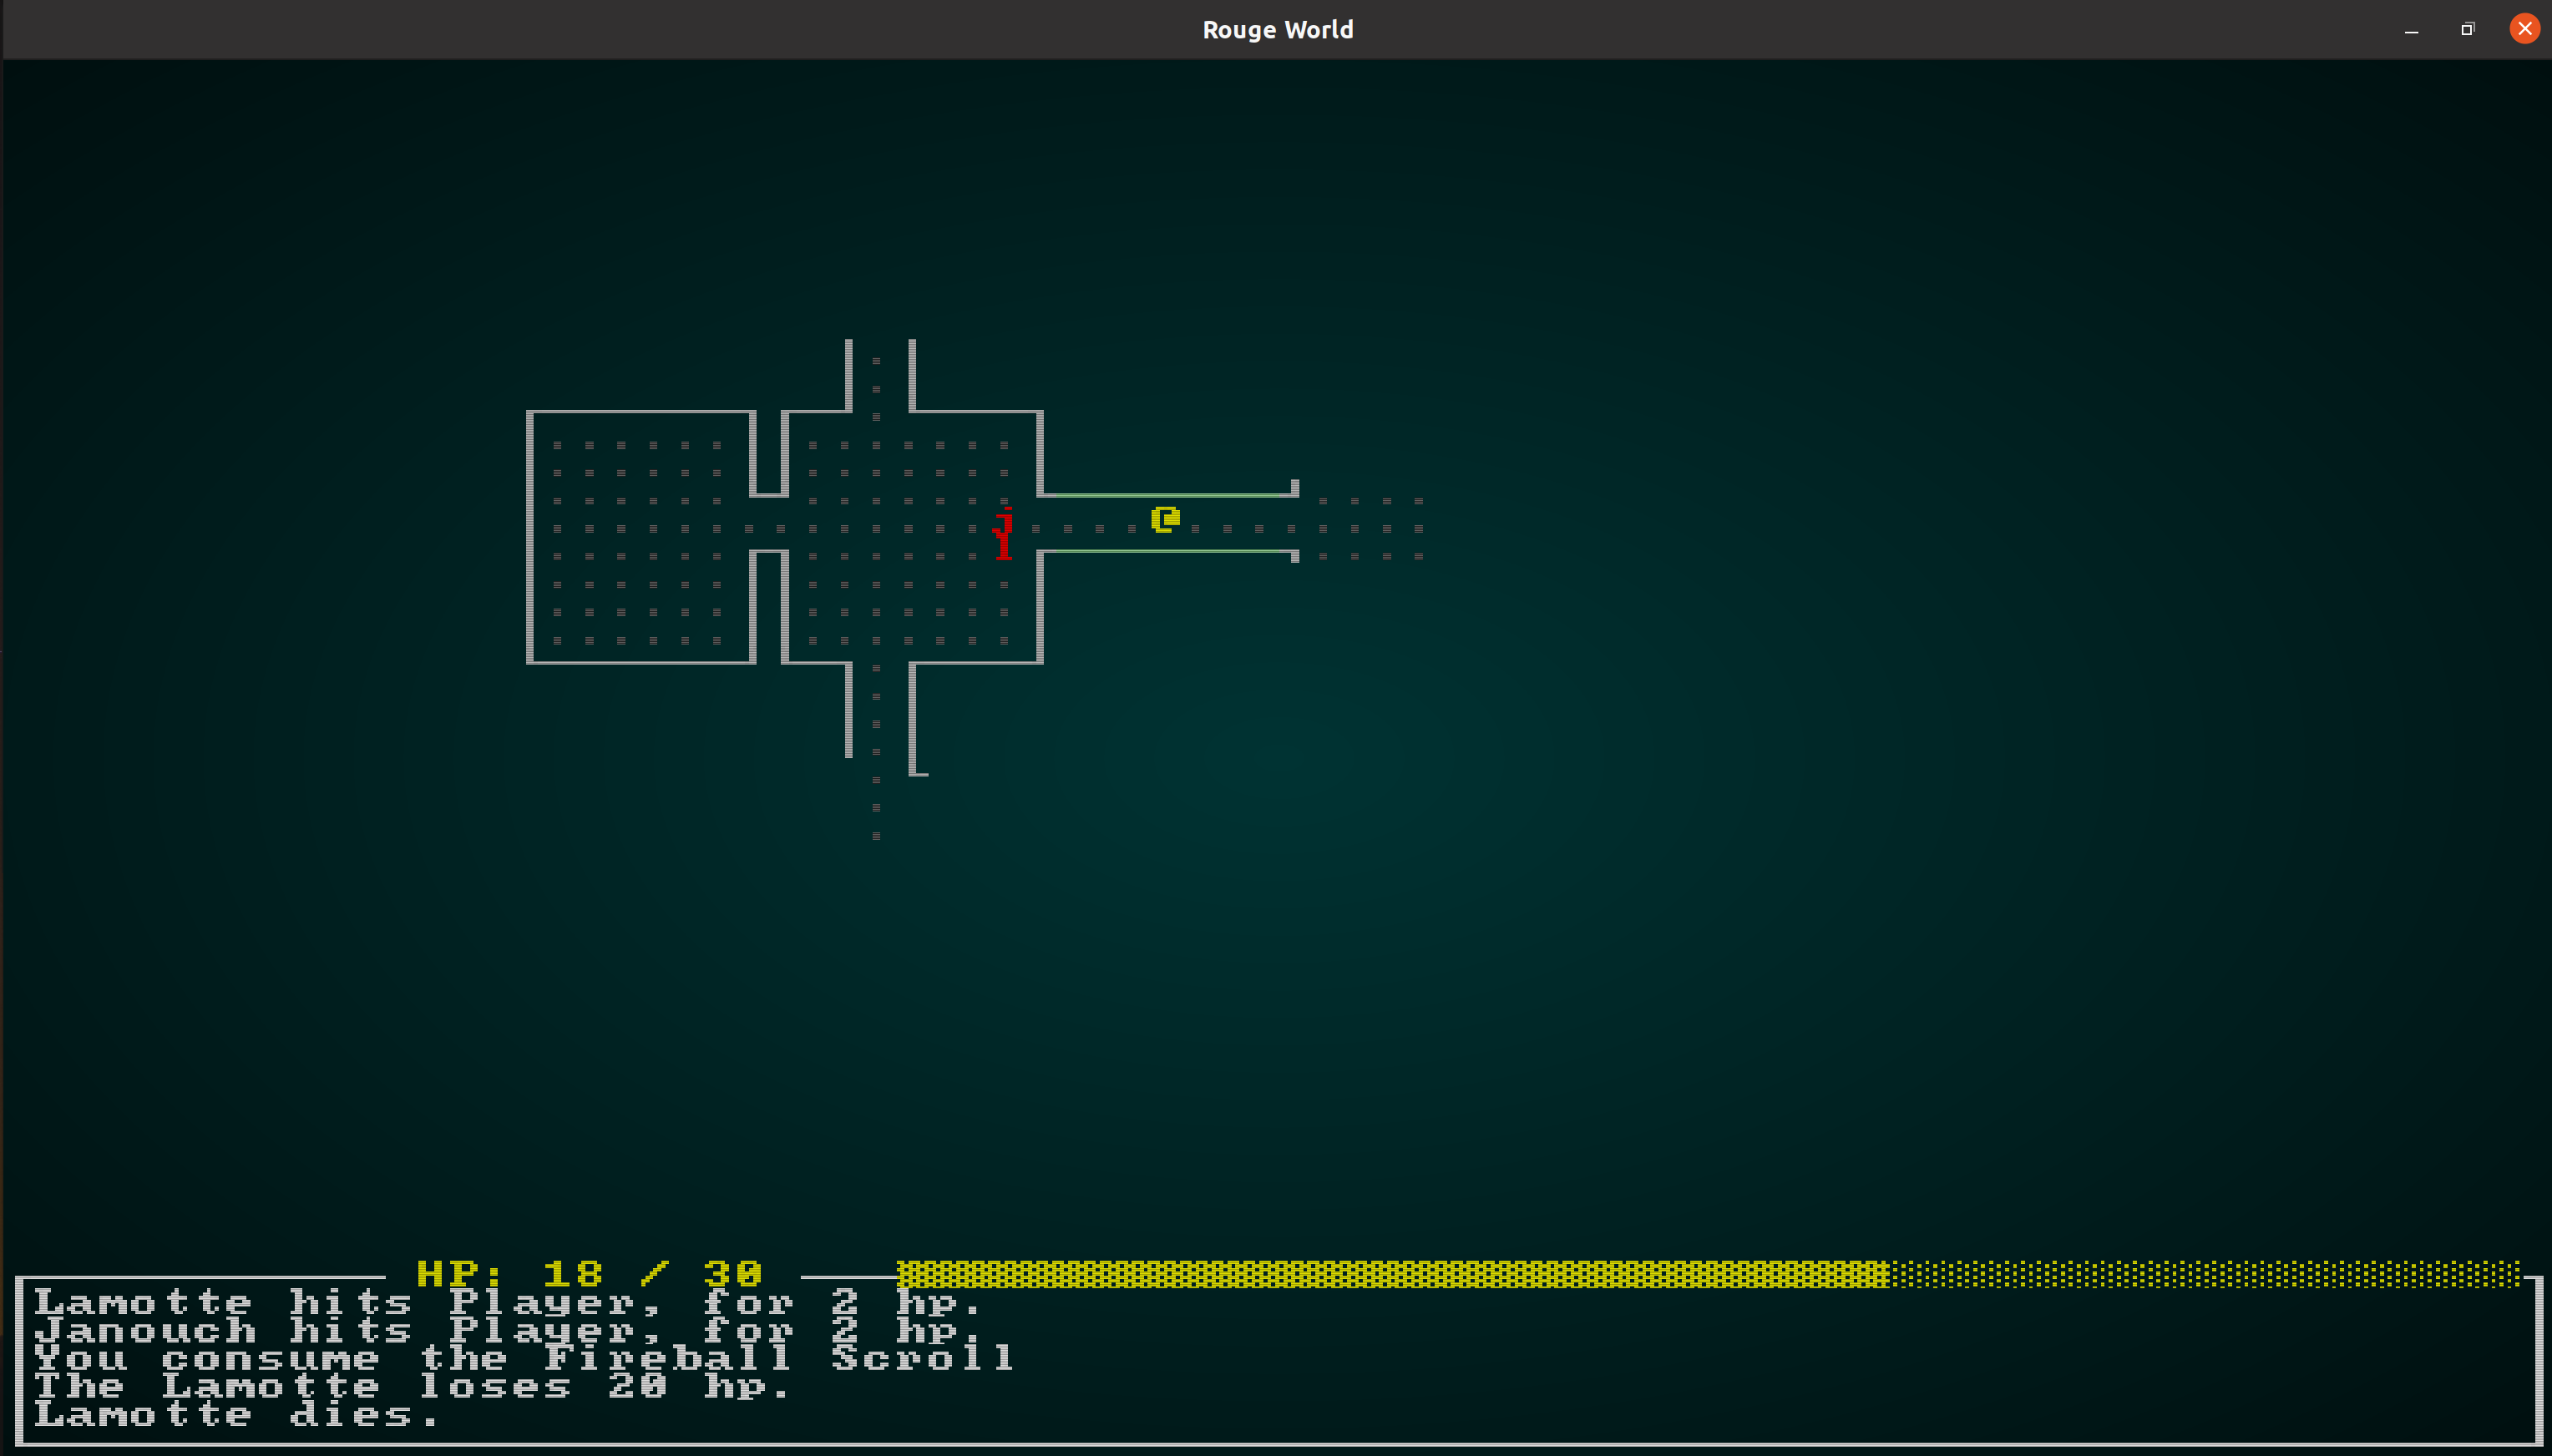 Rouge World
j @
l
HP: 18 / 30
Lamotte hits Player, for 2 hp.
Janouch hits Player, for 2 hp.
You consume the Fireball Scroll
The Lamotte loses 20 hp.
Lamotte dies.